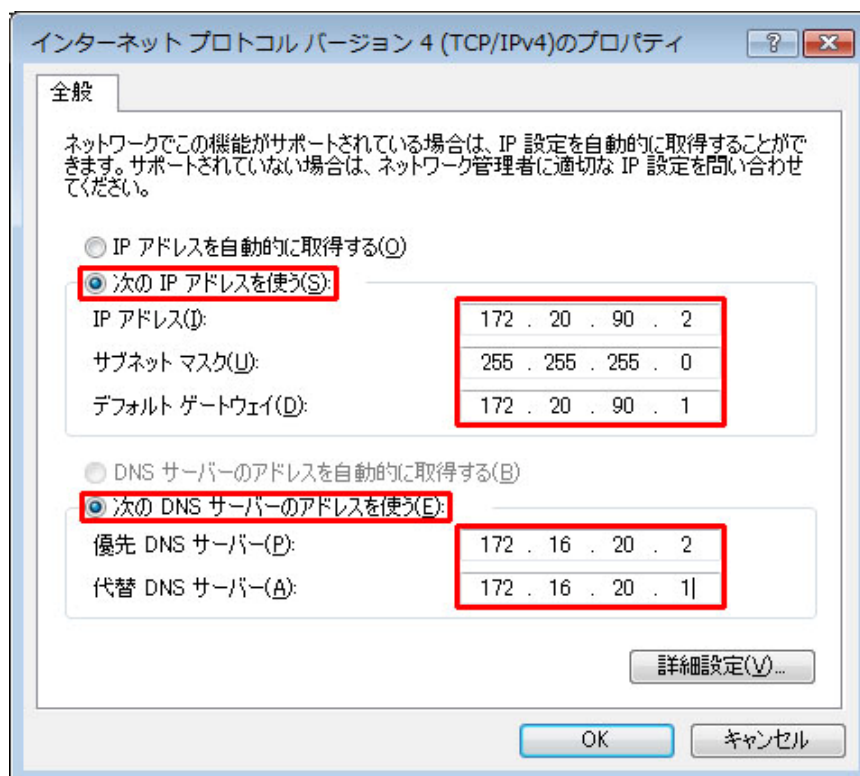 インターネット プロトコル バージョン 4 (TCP/IPv4)のプロパティ
全般
ネットワークでこの機能がサポートされている場合は、IP 設定を自動的に取得することがで
きます。サポートされていない場合は、ネットワーク管理者に適切な IP 設定を問い合わせ
てください。
IP アドレスを自動的に取得する(O)
次の IP アドレスを使う(S):
IP アドレス(I): 172 . 20 . 90 . 2
サブネット マスク(U): 255 . 255 . 255 . 0
デフォルト ゲートウェイ(D): 172 . 20 . 90 . 1
DNS サーバーのアドレスを自動的に取得する(B)
次の DNS サーバーのアドレスを使う(E):
優先 DNS サーバー(P): 172 . 16 . 20 . 2
代替 DNS サーバー(A): 172 . 16 . 20 . 1
詳細設定(V)...
OK キャンセル